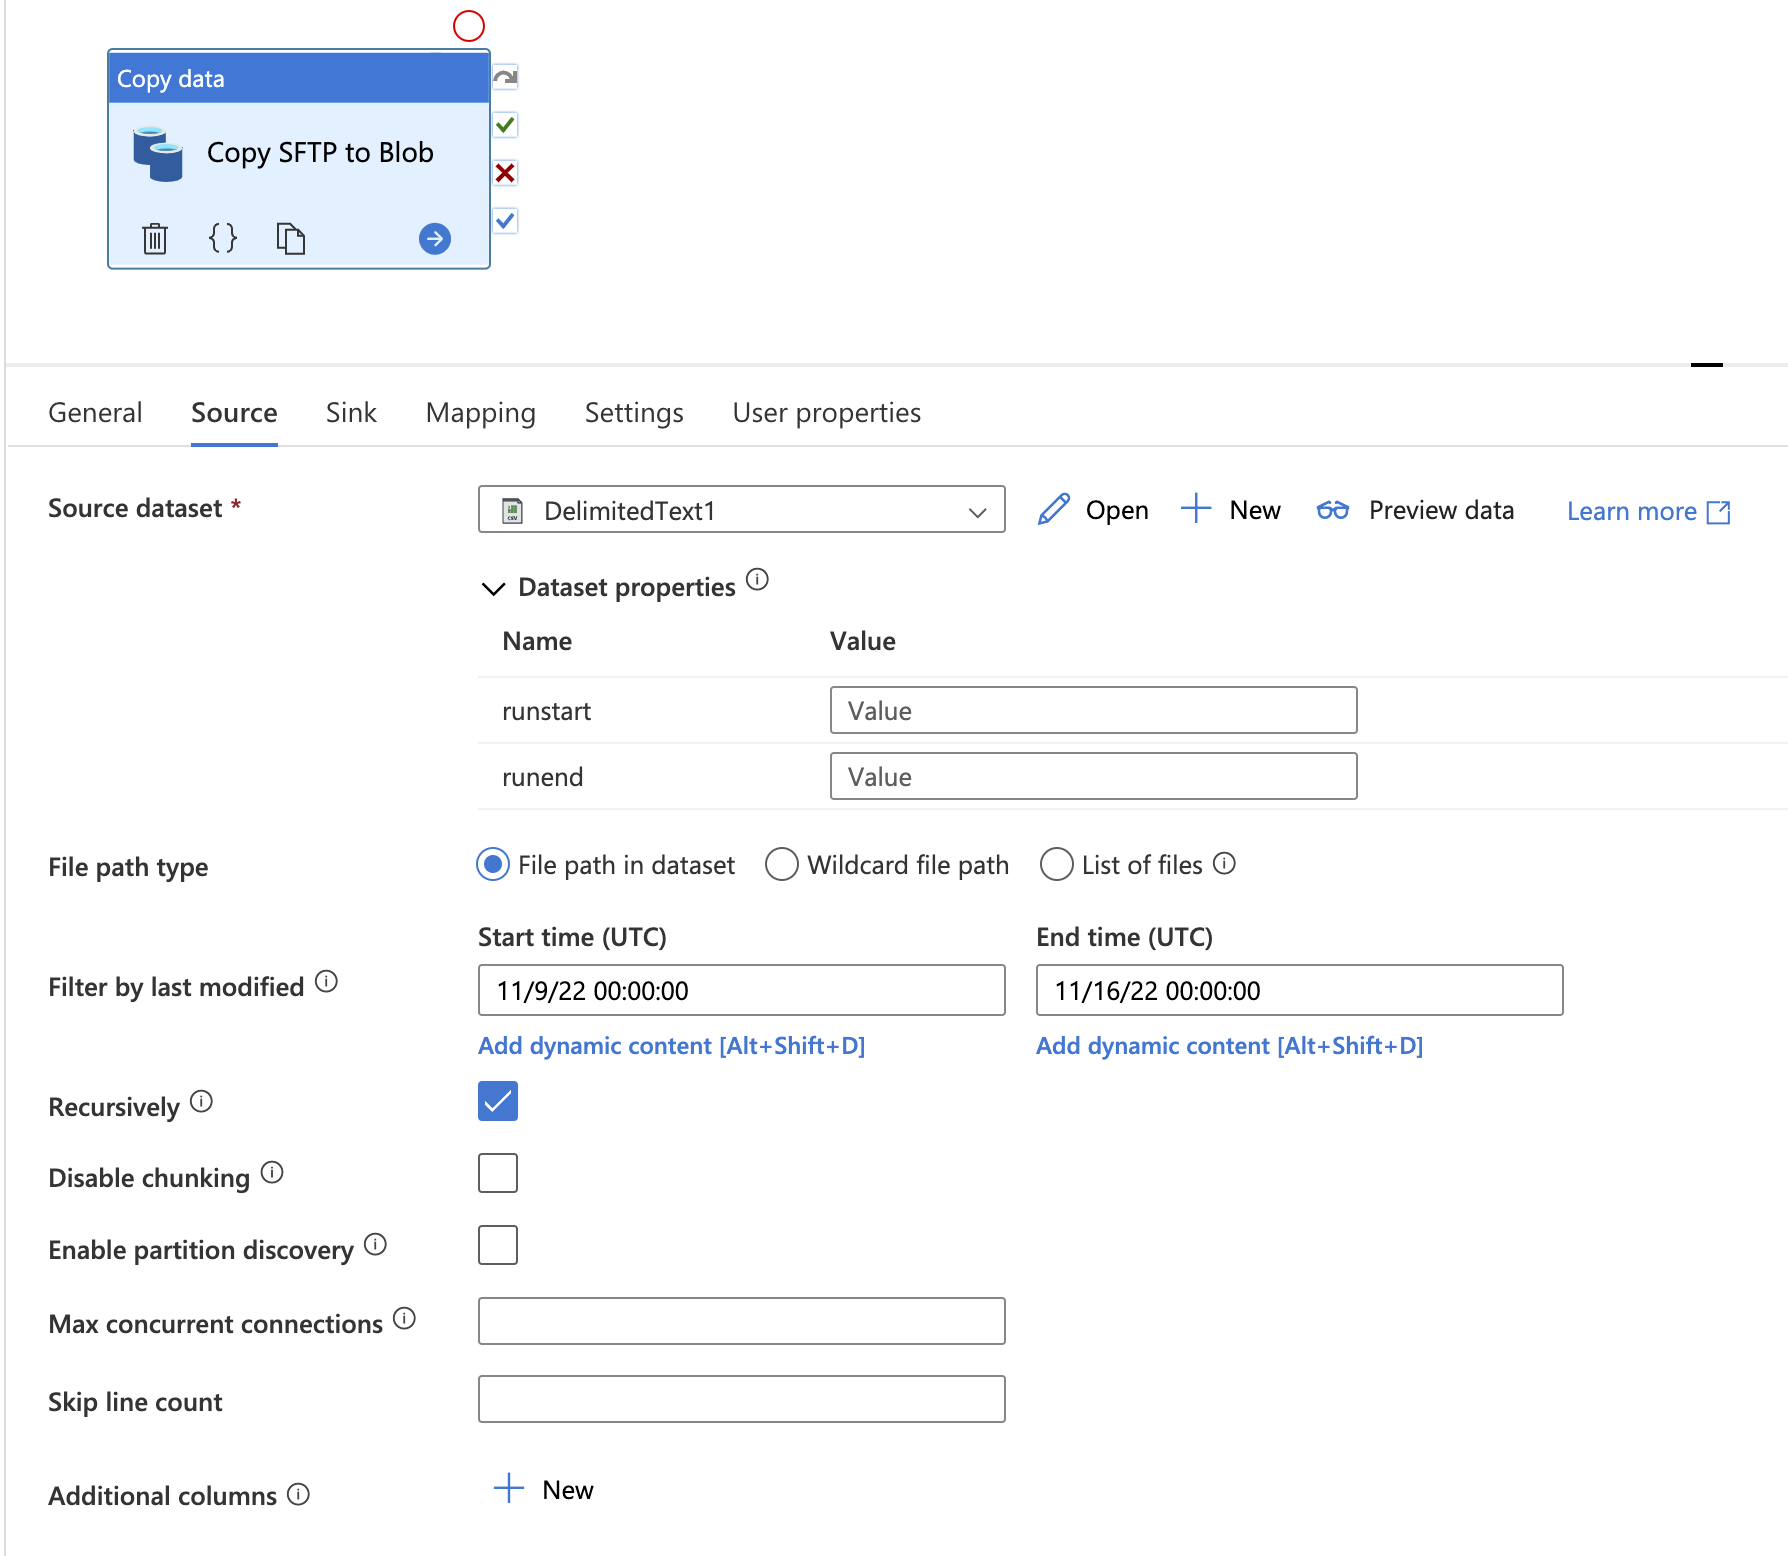 Copy data
Copy SFTP to Blob
General Source Sink Mapping Settings User properties
Source dataset * DelimitedText1 Open New Preview data Learn more
Dataset properties
Name Value
runstart Value
runend Value
File path type File path in dataset Wildcard file path List of files
Start time (UTC) End time (UTC)
Filter by last modified 11/9/22 00:00:00 11/16/22 00:00:00
Add dynamic content [Alt+Shift+D] Add dynamic content [Alt+Shift+D]
Recursively
Disable chunking
Enable partition discovery
Max concurrent connections
Skip line count
Additional columns New